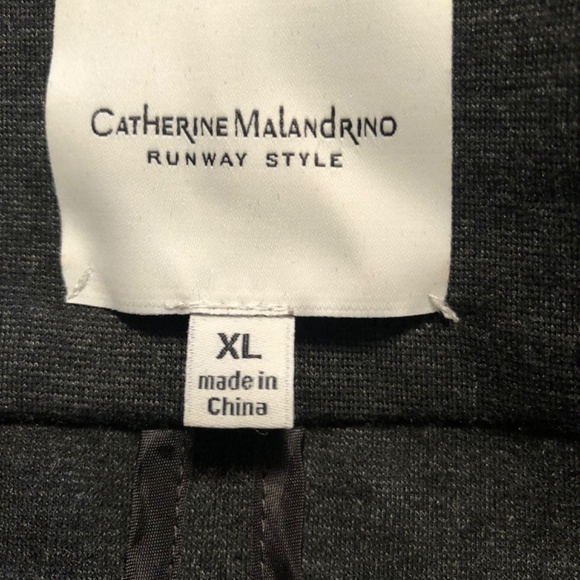 CATHERINE MALANDRINO
RUNWAY STYLE
XL
made in
China